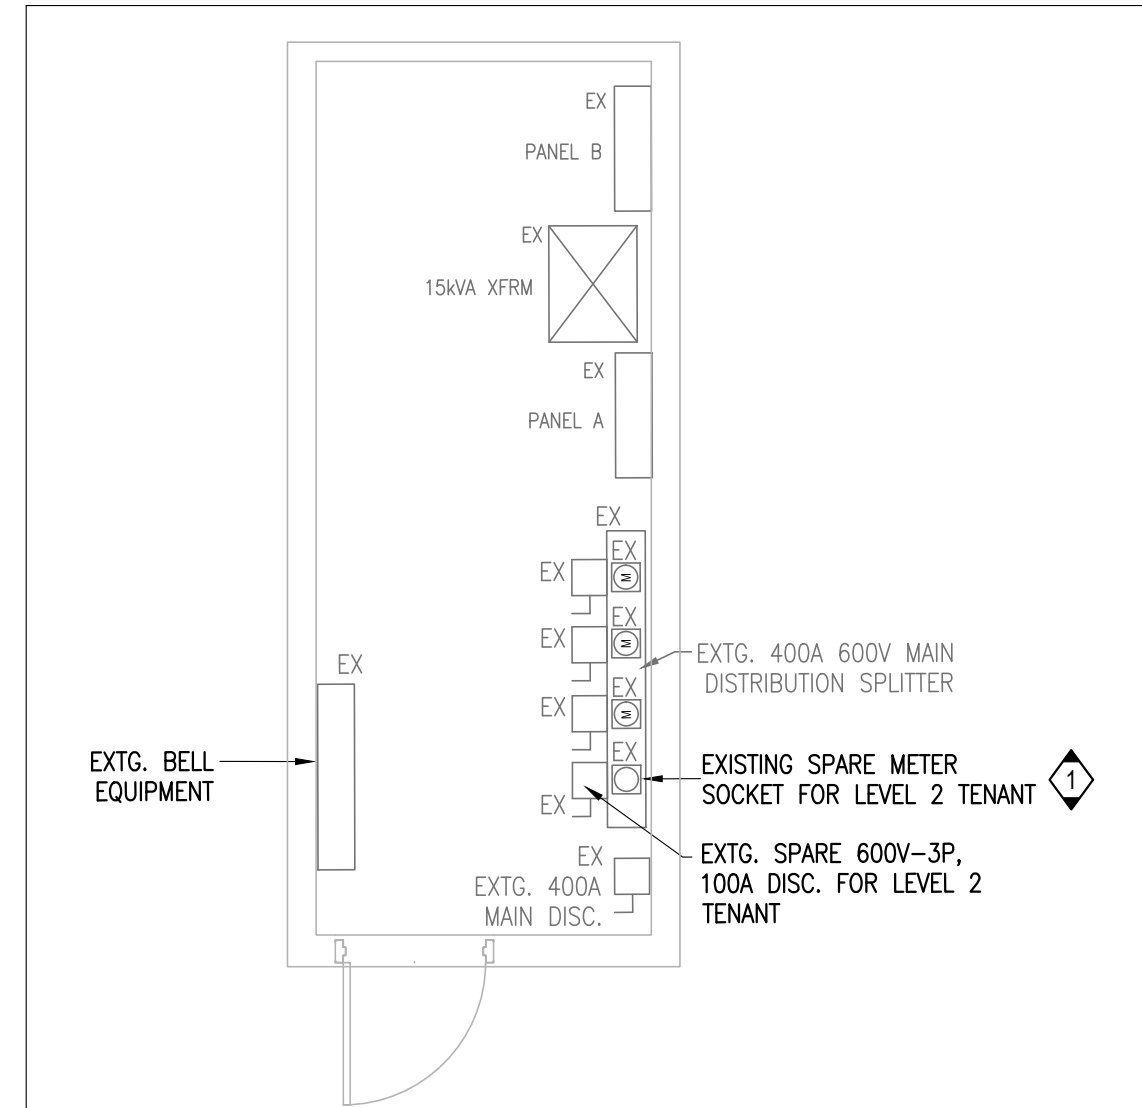 EX
PANEL B
EX
15kVA XFRM
EX
PANEL A
EX
EX
EX
M
EX
EX
M
EXTG. 400A 600V MAIN
DISTRIBUTION SPLITTER
EX
EX
EX
M
EX
EXTG. BELL
EQUIPMENT
EXISTING SPARE METER
SOCKET FOR LEVEL 2 TENANT
1
EX
EXTG. SPARE 600V-3P,
100A DISC. FOR LEVEL 2
TENANT
EX
EXTG. 400A
MAIN DISC.